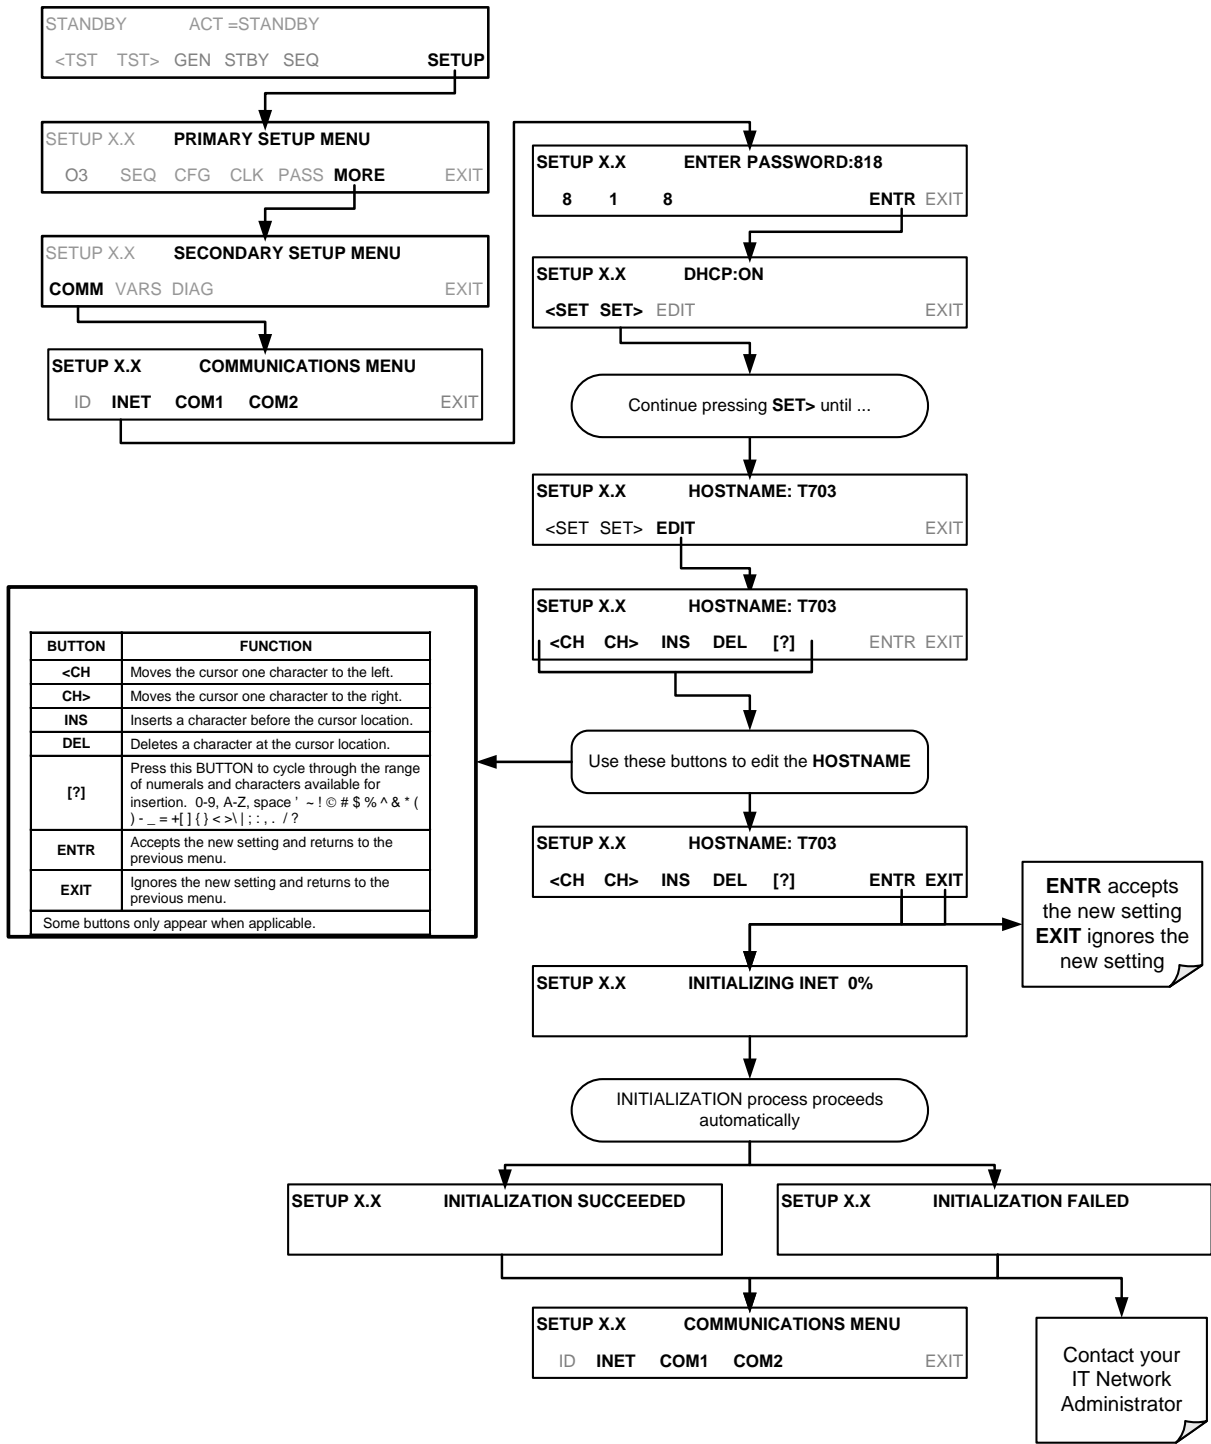 STANDBY ACT =STANDBY
<TST TST> GEN STBY SEQ SETUP
SETUP X.X PRIMARY SETUP MENU
O3 SEQ CFG CLK PASS MORE EXIT
SETUP X.X SECONDARY SETUP MENU
COMM VARS DIAG EXIT
SETUP X.X COMMUNICATIONS MENU
ID INET COM1 COM2 EXIT
SETUP X.X ENTER PASSWORD:818
8 1 8 ENTR EXIT
SETUP X.X DHCP:ON
<SET SET> EDIT EXIT
Continue pressing SET> until ...
SETUP X.X HOSTNAME: T703
<SET SET> EDIT EXIT
SETUP X.X HOSTNAME: T703
<CH CH> INS DEL [?] ENTR EXIT
Use these buttons to edit the HOSTNAME
BUTTON FUNCTION
<CH Moves the cursor one character to the left.
CH> Moves the cursor one character to the right.
INS Inserts a character before the cursor location.
DEL Deletes a character at the cursor location.
[?] Press this BUTTON to cycle through the range
of numerals and characters available for
insertion. 0-9, A-Z, space ' ~ ! © # $ % ^ & * (
) - _ = +[ ] { } < >\ | ; : , . / ?
ENTR Accepts the new setting and returns to the
previous menu.
EXIT Ignores the new setting and returns to the
previous menu.
Some buttons only appear when applicable.
SETUP X.X HOSTNAME: T703
<CH CH> INS DEL [?] ENTR EXIT
ENTR accepts
the new setting
EXIT ignores the
new setting
SETUP X.X INITIALIZING INET 0%
INITIALIZATION process proceeds
automatically
SETUP X.X INITIALIZATION SUCCEEDED
SETUP X.X INITIALIZATION FAILED
SETUP X.X COMMUNICATIONS MENU
ID INET COM1 COM2 EXIT
Contact your
IT Network
Administrator